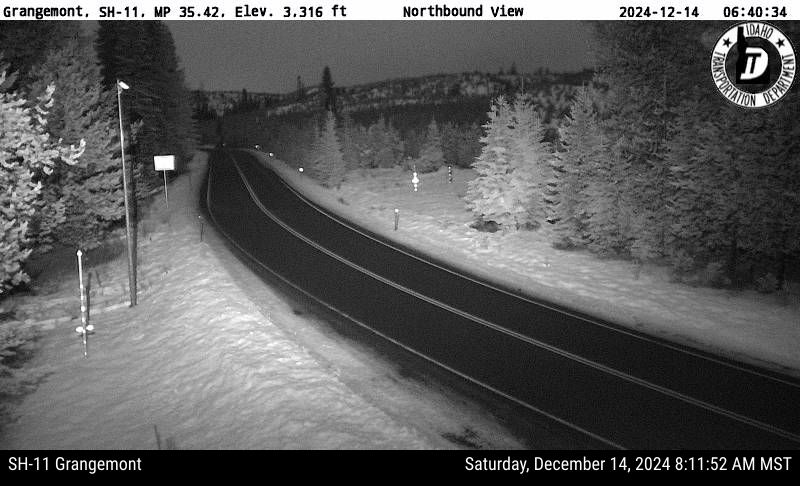 Grangemont, SH-11, MP 35.42, Elev. 3,316 ft Northbound View 2024-12-14 06:40:34
IDAHO
TRANSPORTATION DEPARTMENT
SH-11 Grangemont Saturday, December 14, 2024 8:11:52 AM MST